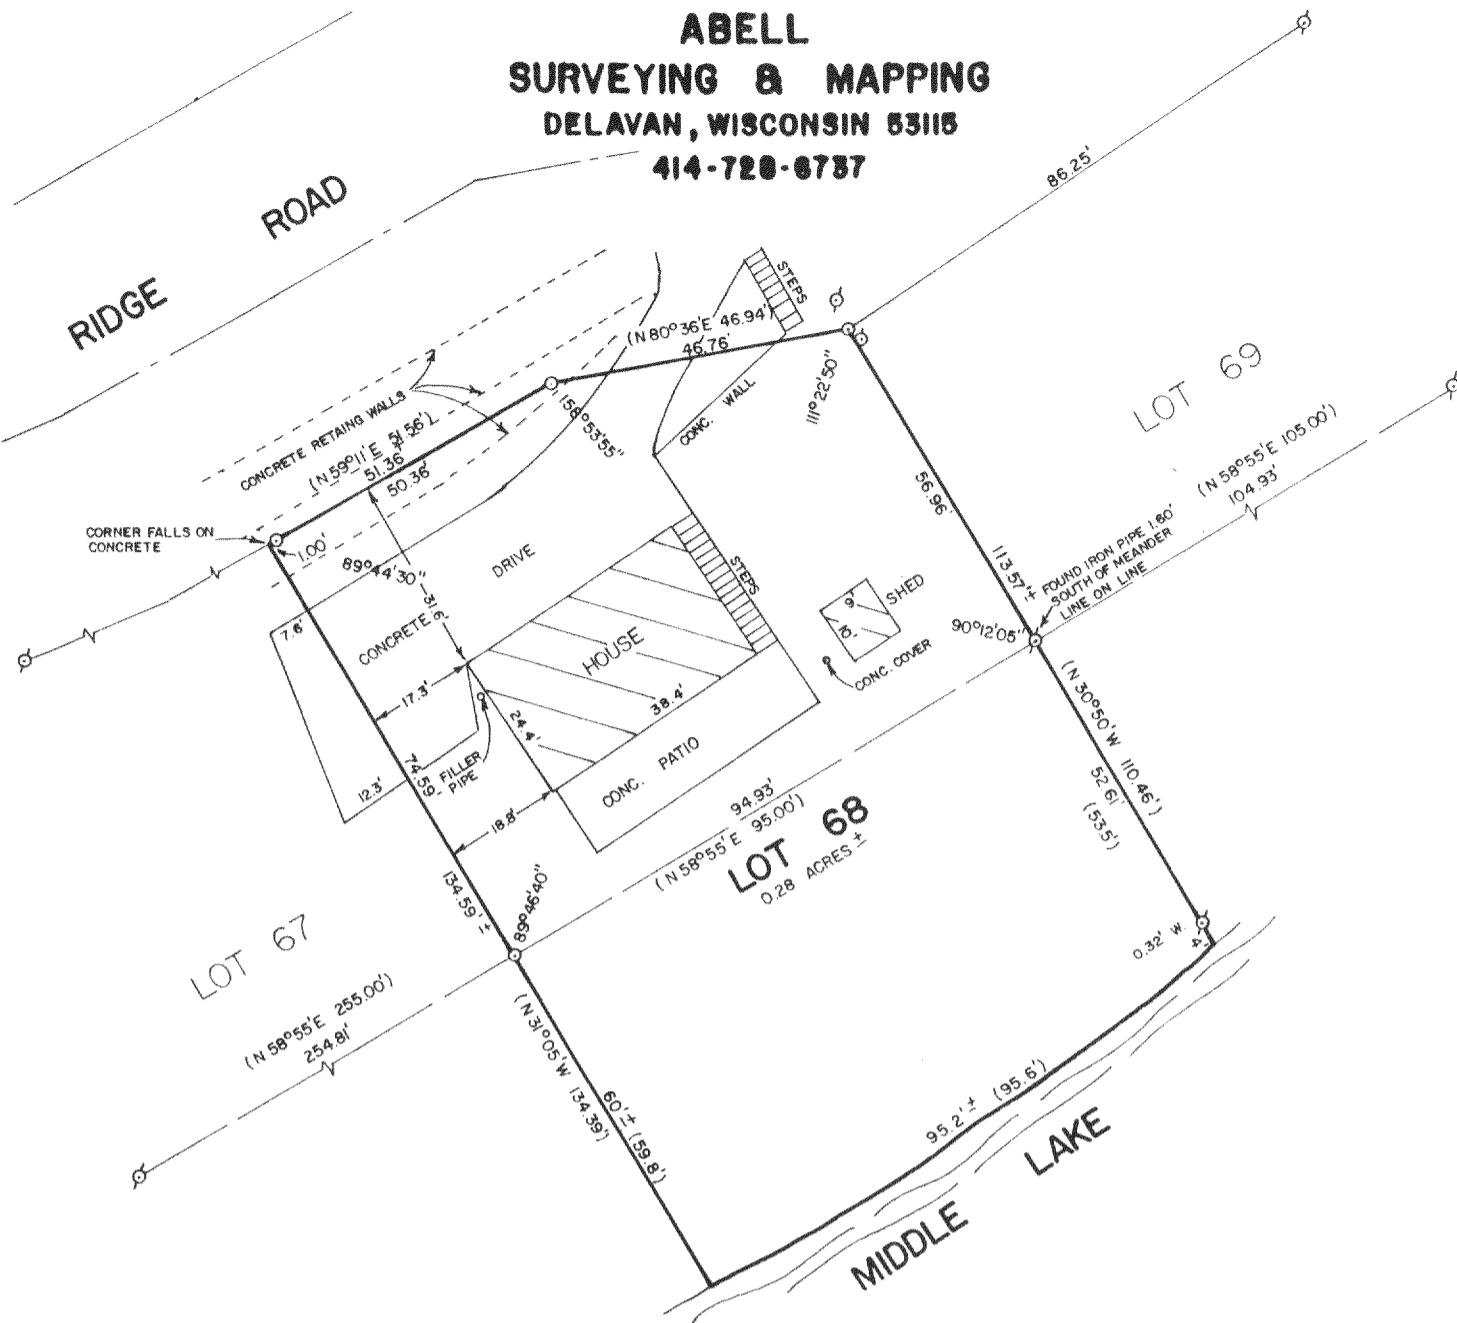 ABELL
SURVEYING & MAPPING
DELAVAN, WISCONSIN 53115
414-728-6737
RIDGE ROAD
86.25'
STEPS
(N 80°36'E 46.94')
46.76'
CONC. WALL
111°22'50"
158°53'55"
CONCRETE RETAING WALLS
(N 59°11'E 51.56')
51.36'
50.36'
CORNER FALLS ON
CONCRETE
1.00'
89°44'30"
31.6'
CONCRETE DRIVE
7.6'
12.3'
17.3'
HOUSE
STEPS
38.4'
24.4'
FILLER
PIPE
CONC. PATIO
18.8'
74.59'
134.59' ±
89°46'40"
9'
10'
SHED
CONC. COVER
56.96'
113.57' ±
90°12'05"
FOUND IRON PIPE 1.60'
SOUTH OF MEANDER
LINE ON LINE
LOT 69
(N 58°55'E 105.00')
104.93'
94.93'
(N 58°55'E 95.00')
LOT 68
0.28 ACRES ±
(N 30°50'W 110.46')
52.61'
(53.5')
0.32' W.
4'
LOT 67
(N 58°55'E 255.00')
254.81'
(N 31°05'W 134.39')
60' ± (59.8')
95.2' ± (95.6')
MIDDLE LAKE